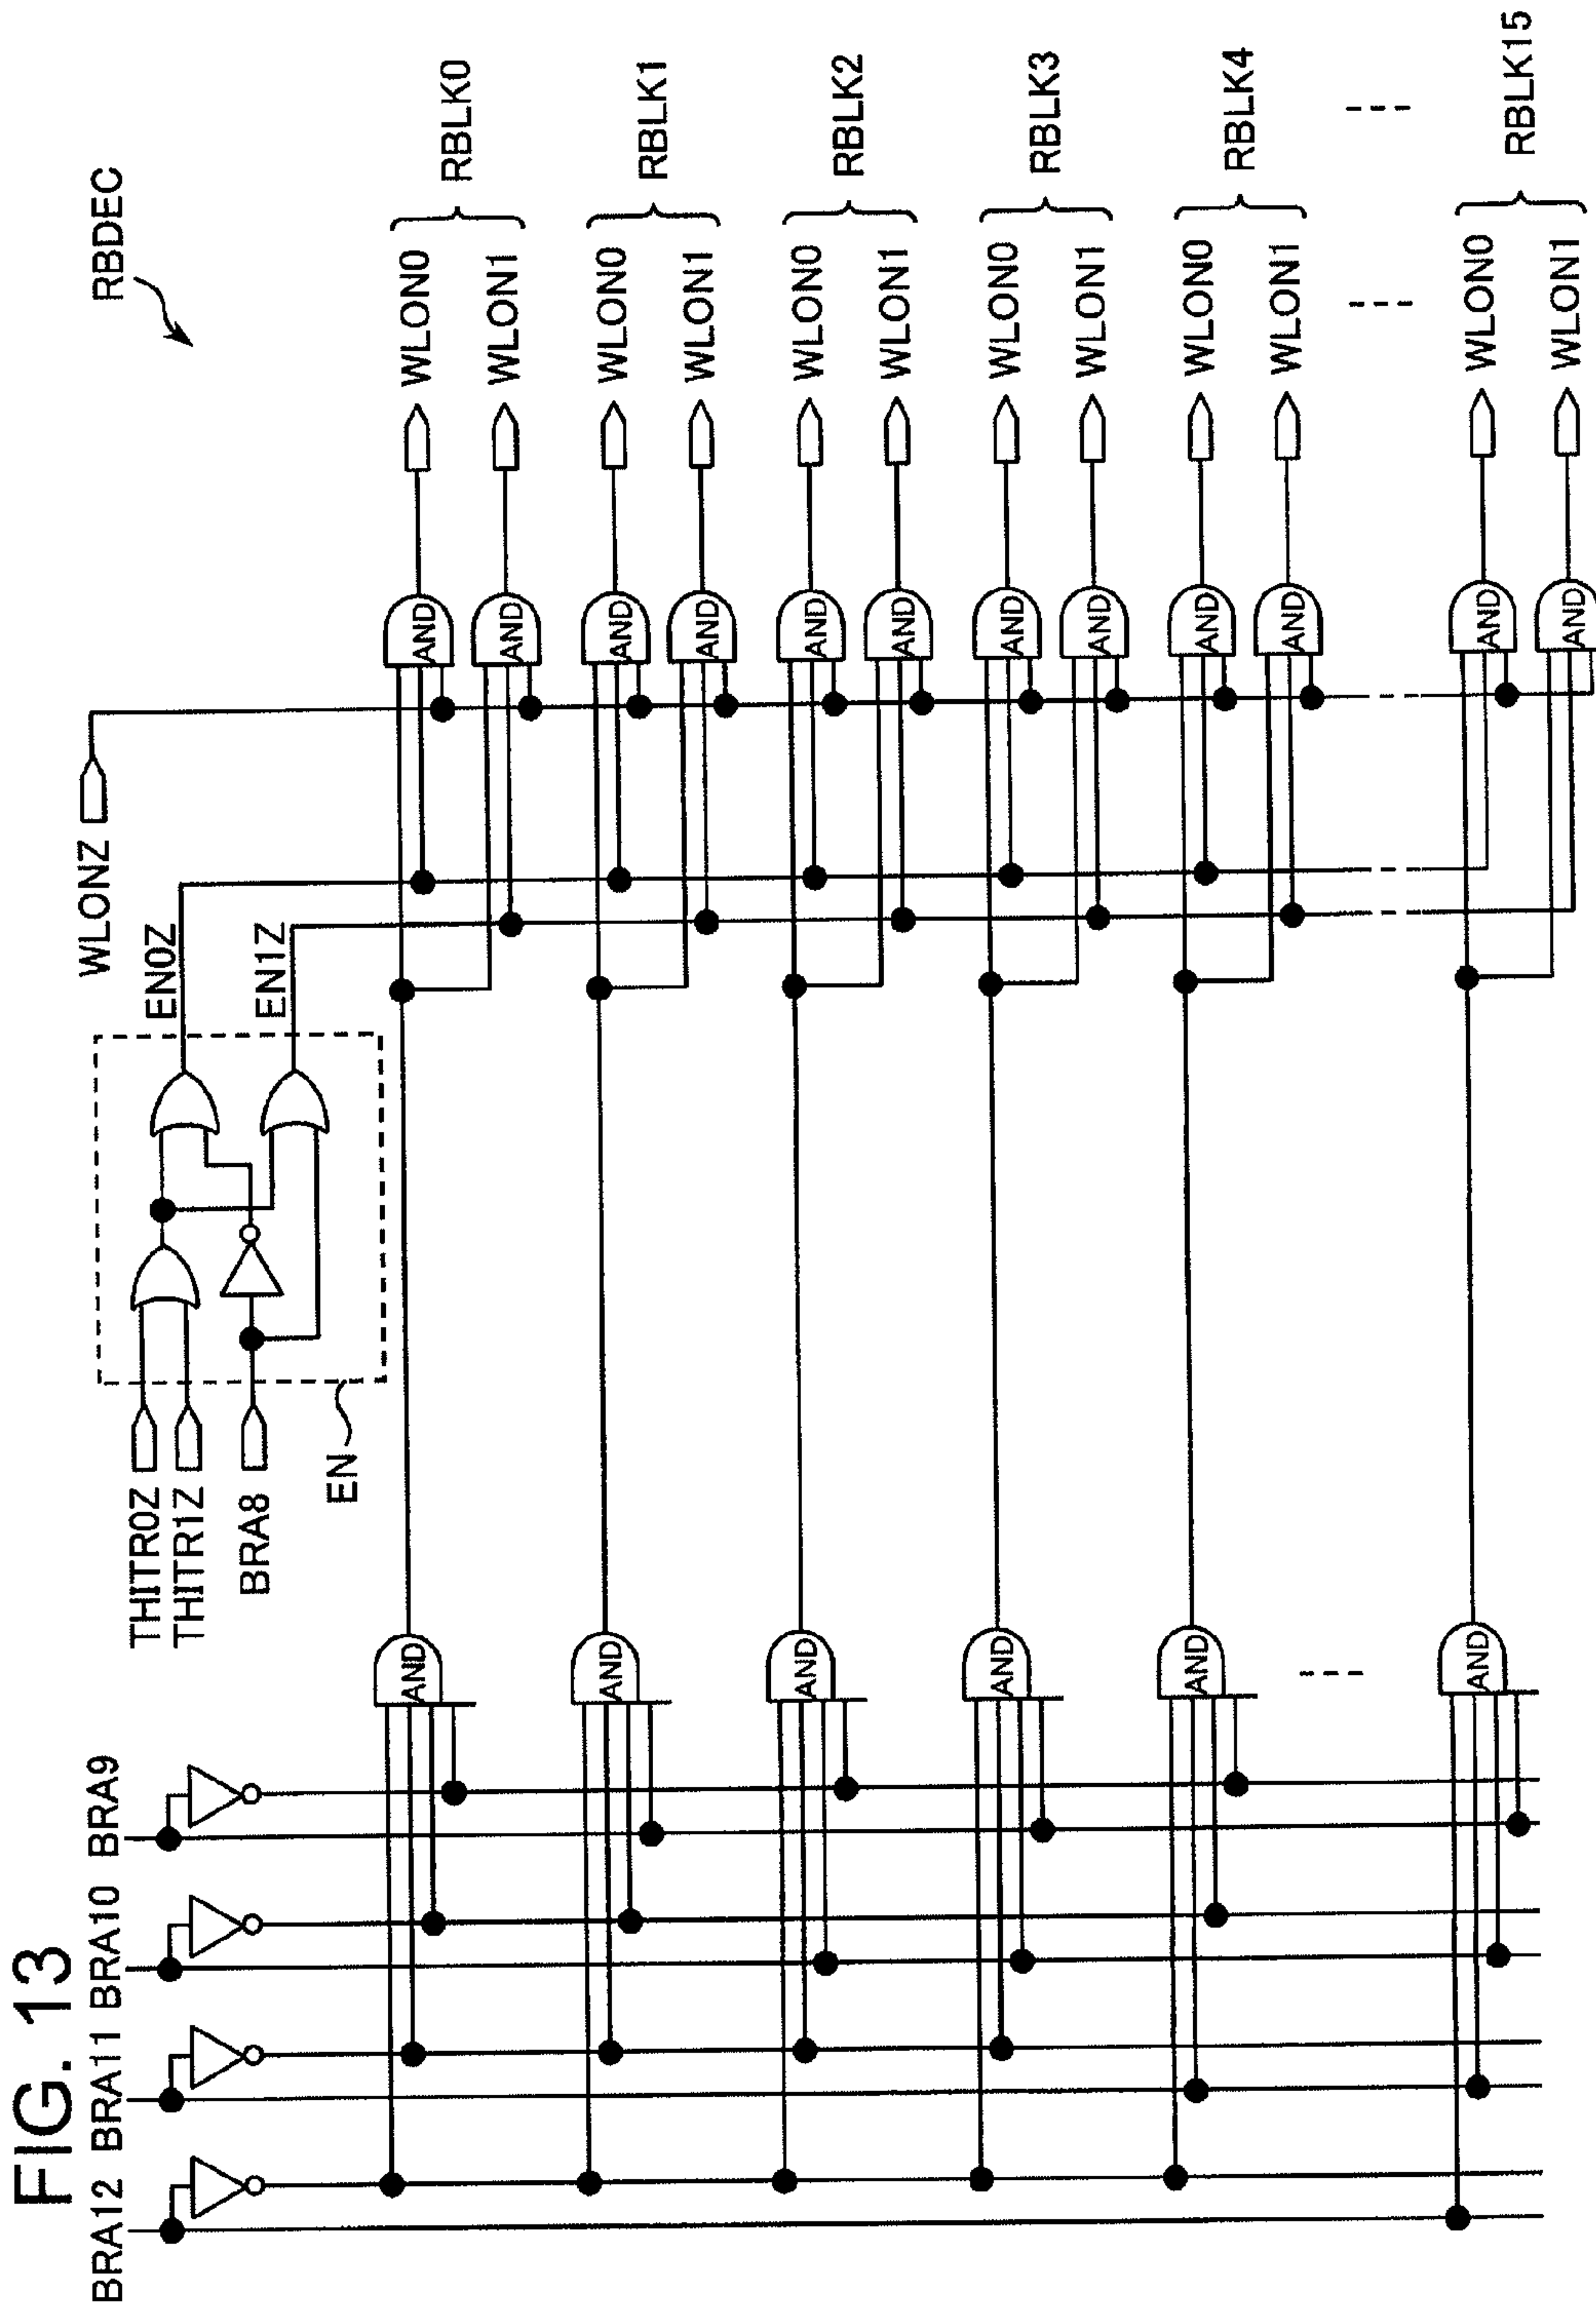 FIG. 13
RBDEC
BRA12
BRA11
BRA10
BRA9
THITR0Z
THITR1Z
BRA8
EN
EN0Z
EN1Z
WLONZ
AND
AND
AND
WLON0
WLON1
RBLK0
AND
AND
AND
WLON0
WLON1
RBLK1
AND
AND
AND
WLON0
WLON1
RBLK2
AND
AND
AND
WLON0
WLON1
RBLK3
AND
AND
AND
WLON0
WLON1
RBLK4
AND
AND
AND
WLON0
WLON1
RBLK15